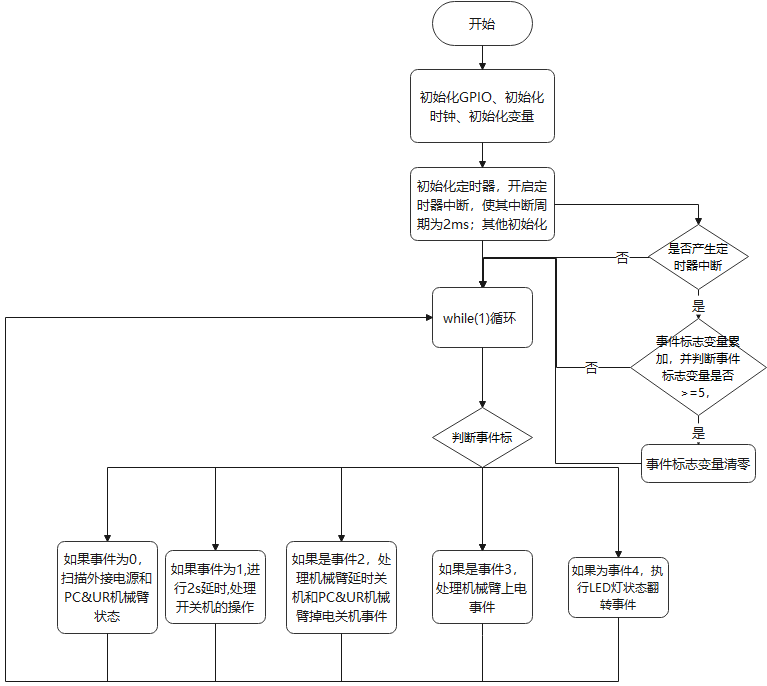 开始
初始化GPIO、初始化
时钟、初始化变量
初始化定时器，开启定
时器中断，使其中断周
期为2ms；其他初始化
是否产生定
时器中断
否
是
while(1)循环
事件标志变量累
加，并判断事件
标志变量是否
>=5，
否
是
判断事件标
事件标志变量清零
如果事件为0，
扫描外接电源和
PC&UR机械臂
状态
如果事件为1,进
行2s延时,处理
开关机的操作
如果是事件2，处
理机械臂延时关
机和PC&UR机械
臂掉电关机事件
如果是事件3，
处理机械臂上电
事件
如果为事件4，执
行LED灯状态翻
转事件